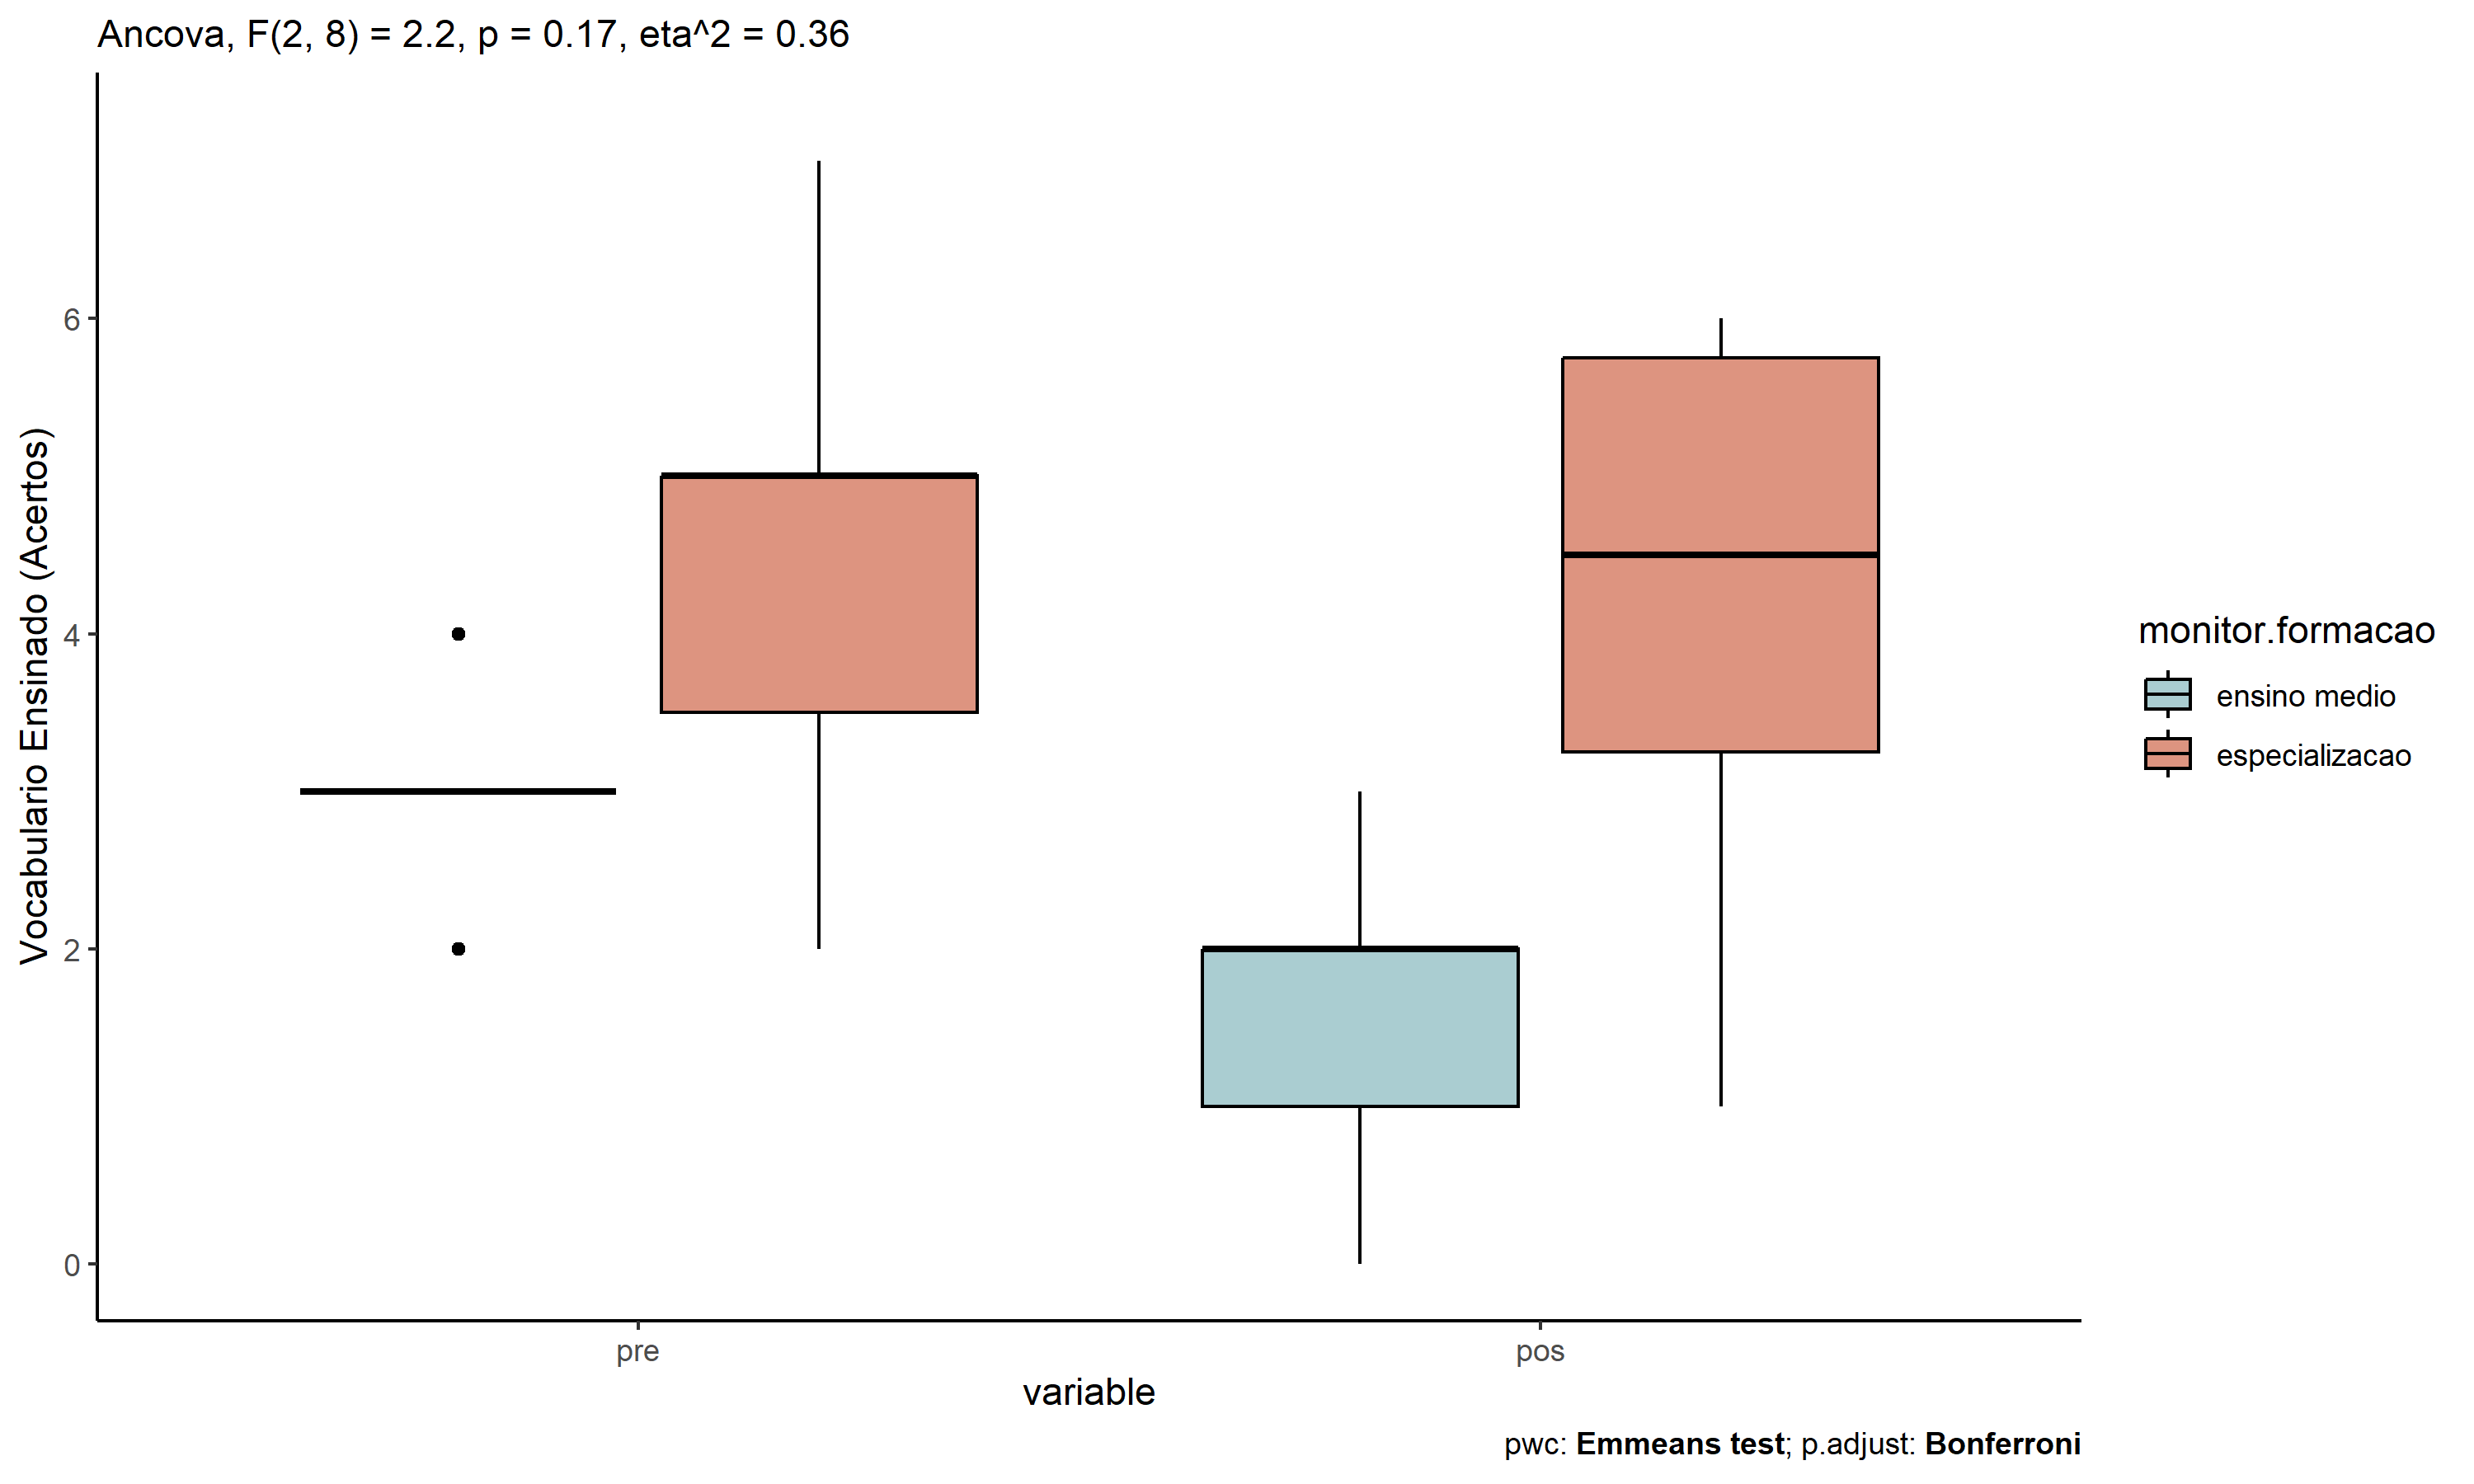 Ancova, F(2, 8) = 2.2, p = 0.17, eta^2 = 0.36
Vocabulario Ensinado (Acertos)
6
4
2
0
pre
pos
variable
monitor.formacao
ensino medio
especializacao
pwc: Emmeans test; p.adjust: Bonferroni